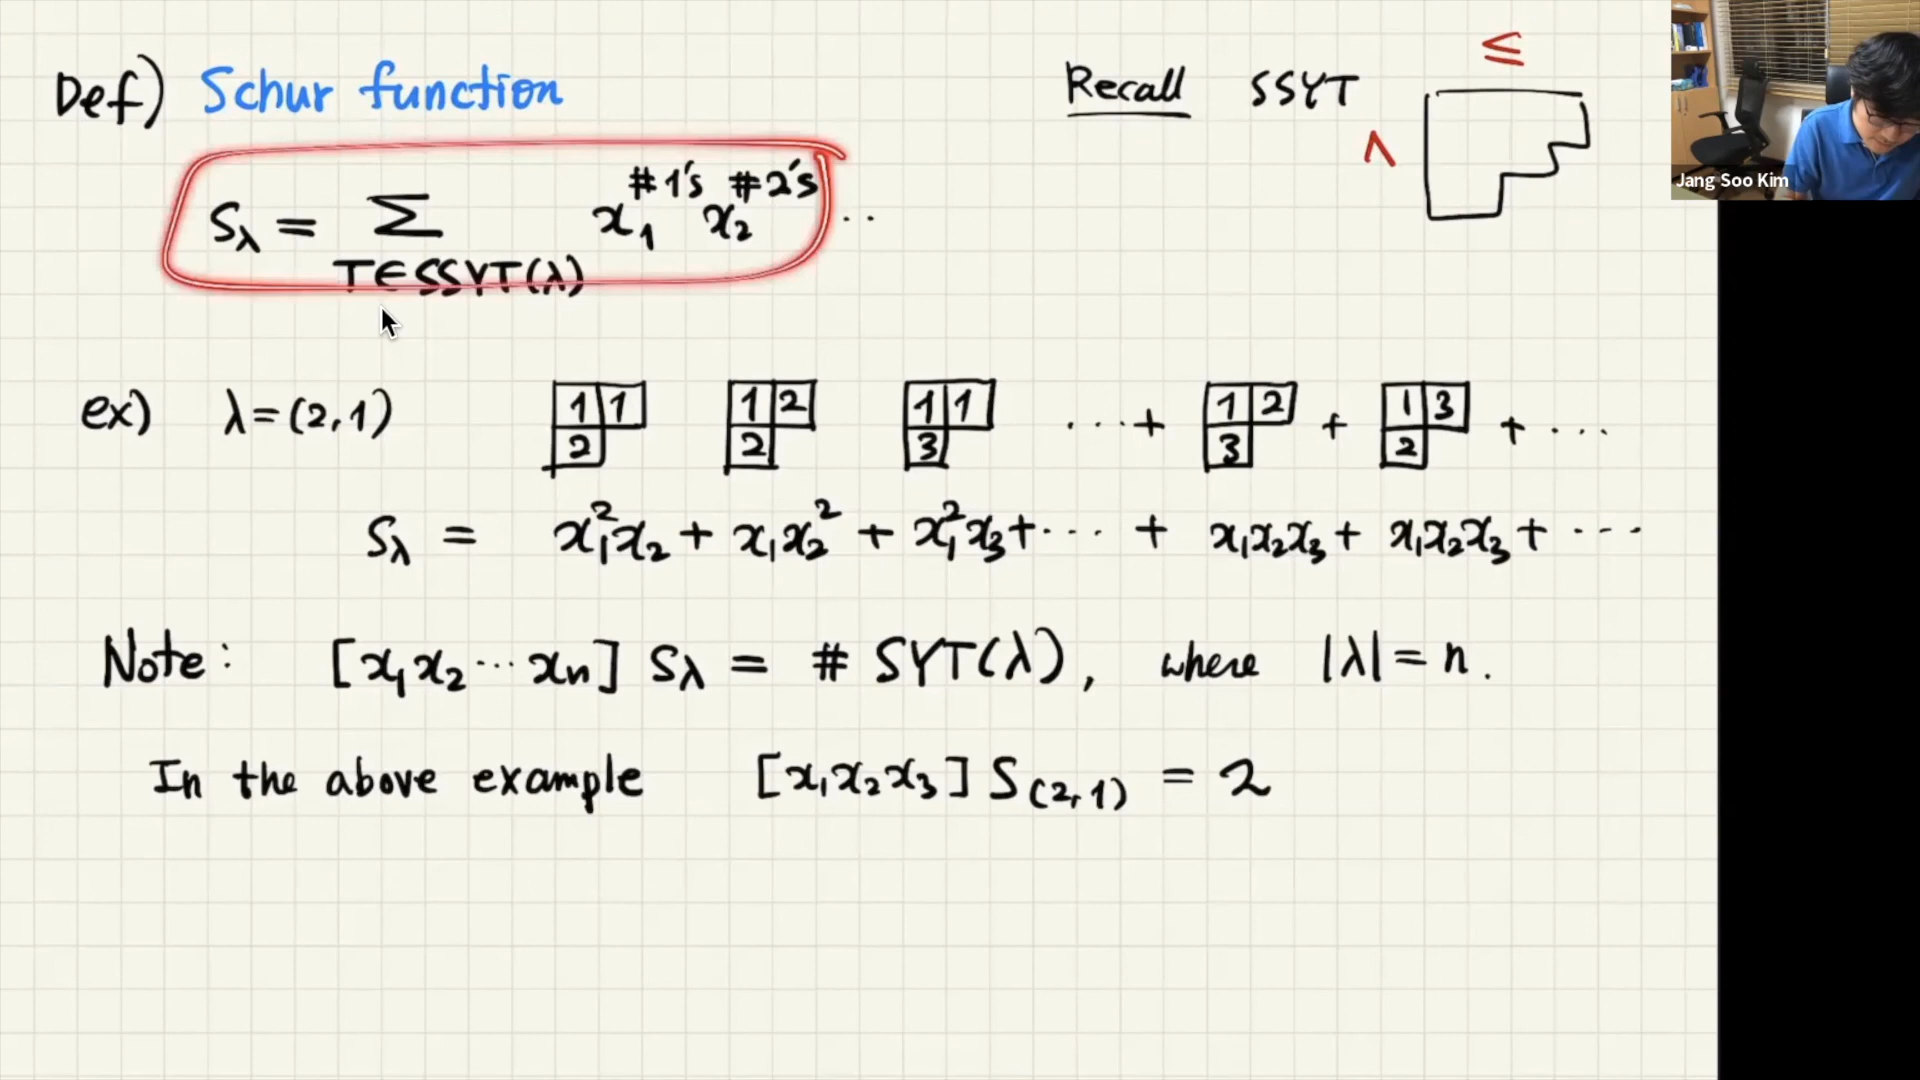 Def) Schur function
Recall SSYT ≤
∧
Jang Soo Kim
S_λ = Σ_{T∈SSYT(λ)} x_1^{#1's} x_2^{#2's} ··
ex) λ=(2,1)
1 1
2
1 2
2
1 1
3
··· +
1 2
3
+
1 3
2
+ ···
S_λ = x_1^2 x_2 + x_1 x_2^2 + x_1^2 x_3 + ··· + x_1 x_2 x_3 + x_1 x_2 x_3 + ···
Note: [x_1 x_2 ··· x_n] S_λ = # SYT(λ), where |λ| = n.
In the above example [x_1 x_2 x_3] S_{(2,1)} = 2